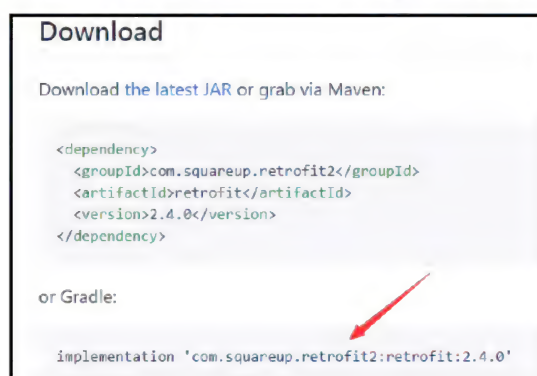 Download
Download the latest JAR or grab via Maven:
<dependency>
<groupId>com.squareup.retrofit2</groupId>
<artifactId>retrofit</artifactId>
<version>2.4.0</version>
</dependency>
or Gradle:
implementation 'com.squareup.retrofit2:retrofit:2.4.0'